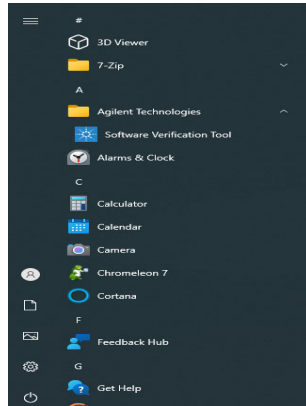 #
3D Viewer
7-Zip
A
Agilent Technologies
Software Verification Tool
Alarms & Clock
C
Calculator
Calendar
Camera
Chromeleon 7
Cortana
F
Feedback Hub
G
Get Help